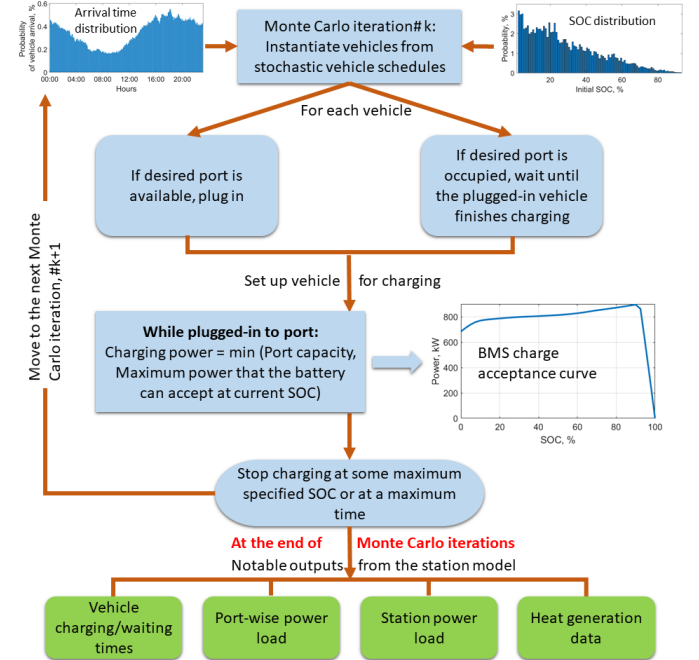 Arrival time
distribution
Probability
of vehicle arrival, %
0.6
0.4
0.2
0
00:00 04:00 08:00 12:00 16:00 20:00
Hours
Monte Carlo iteration# k:
Instantiate vehicles from
stochastic vehicle schedules
SOC distribution
Probability, %
3
2
1
0
20 40 60 80
Initial SOC, %
For each vehicle
If desired port is
available, plug in
If desired port is
occupied, wait until
the plugged-in vehicle
finishes charging
Set up vehicle for charging
Move to the next Monte
Carlo iteration, #k+1
While plugged-in to port:
Charging power = min (Port capacity,
Maximum power that the battery
can accept at current SOC)
BMS charge
acceptance curve
Power, kW
800
600
400
200
0
0 20 40 60 80 100
SOC, %
Stop charging at some maximum
specified SOC or at a maximum
time
At the end of Monte Carlo iterations
Notable outputs from the station model
Vehicle
charging/waiting
times
Port-wise power
load
Station power
load
Heat generation
data